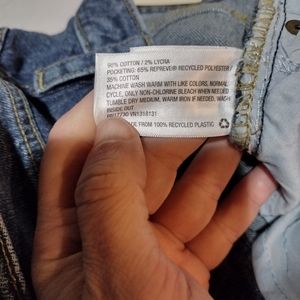 COTTON / 2% LYCRA
POCKETING: 65% REPREVE® RECYCLED POLYESTER
35% COTTON
MACHINE WASH WARM WITH LIKE COLORS. NORMAL
CYCLE, ONLY NON-CHLORINE BLEACH WHEN NEEDED
TUMBLE DRY MEDIUM, WARM IRON IF NEEDED. WASH
INSIDE OUT
FROM 100% RECYCLED PLASTIC